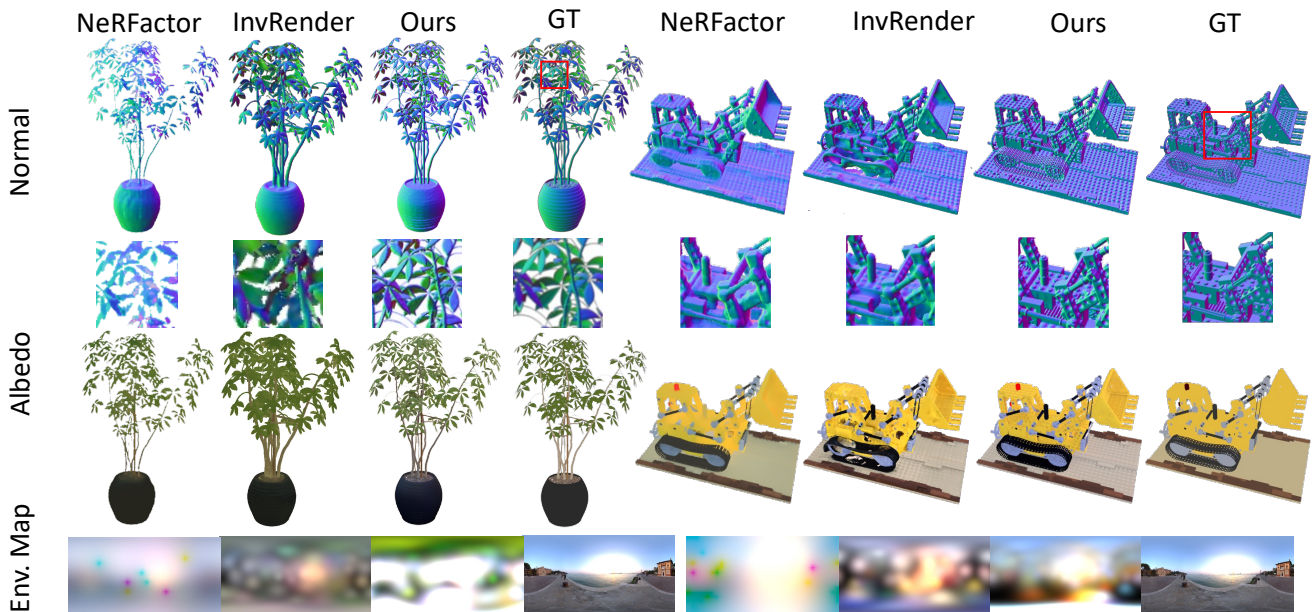 NeRFactor InvRender Ours GT NeRFactor InvRender Ours GT
Normal
Albedo
Env. Map